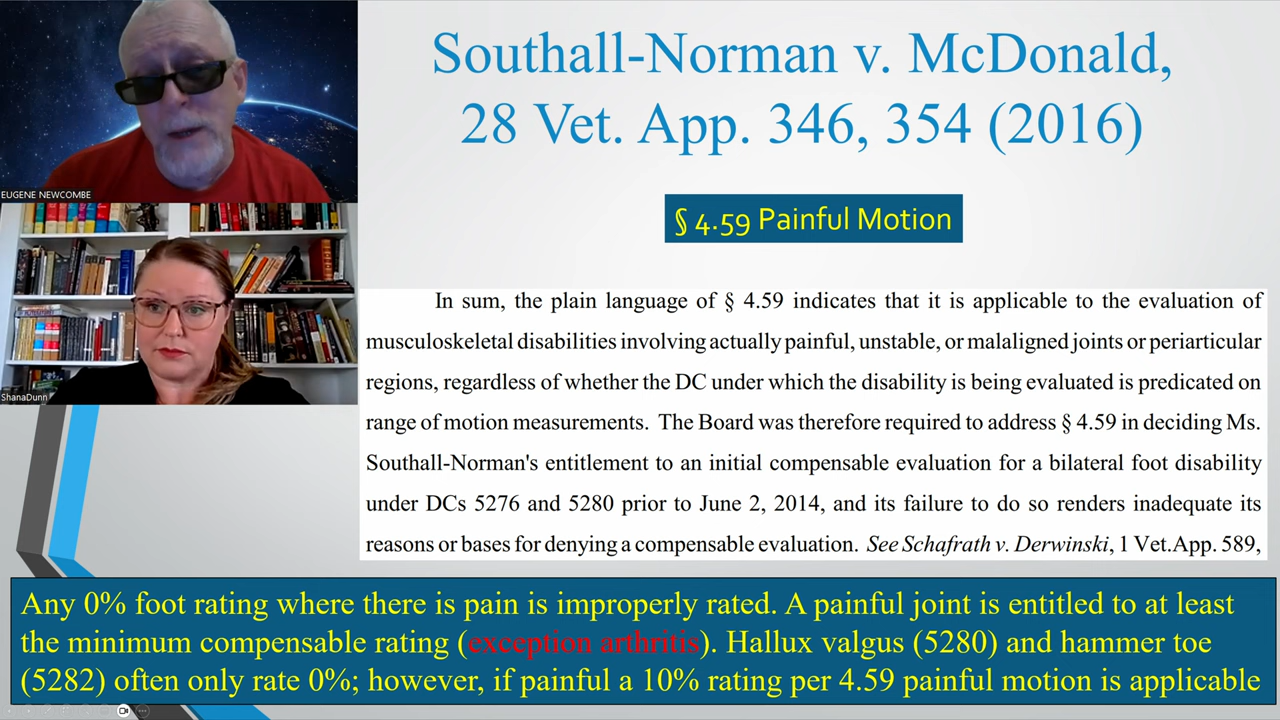 Southall-Norman v. McDonald,
28 Vet. App. 346, 354 (2016)
§ 4.59 Painful Motion
EUGENE NEWCOMBE
ShanaDunn
In sum, the plain language of § 4.59 indicates that it is applicable to the evaluation of
musculoskeletal disabilities involving actually painful, unstable, or malaligned joints or periarticular
regions, regardless of whether the DC under which the disability is being evaluated is predicated on
range of motion measurements. The Board was therefore required to address § 4.59 in deciding Ms.
Southall-Norman's entitlement to an initial compensable evaluation for a bilateral foot disability
under DCs 5276 and 5280 prior to June 2, 2014, and its failure to do so renders inadequate its
reasons or bases for denying a compensable evaluation. See Schafrath v. Derwinski, 1 Vet.App. 589,
Any 0% foot rating where there is pain is improperly rated. A painful joint is entitled to at least
the minimum compensable rating (exception arthritis). Hallux valgus (5280) and hammer toe
(5282) often only rate 0%; however, if painful a 10% rating per 4.59 painful motion is applicable